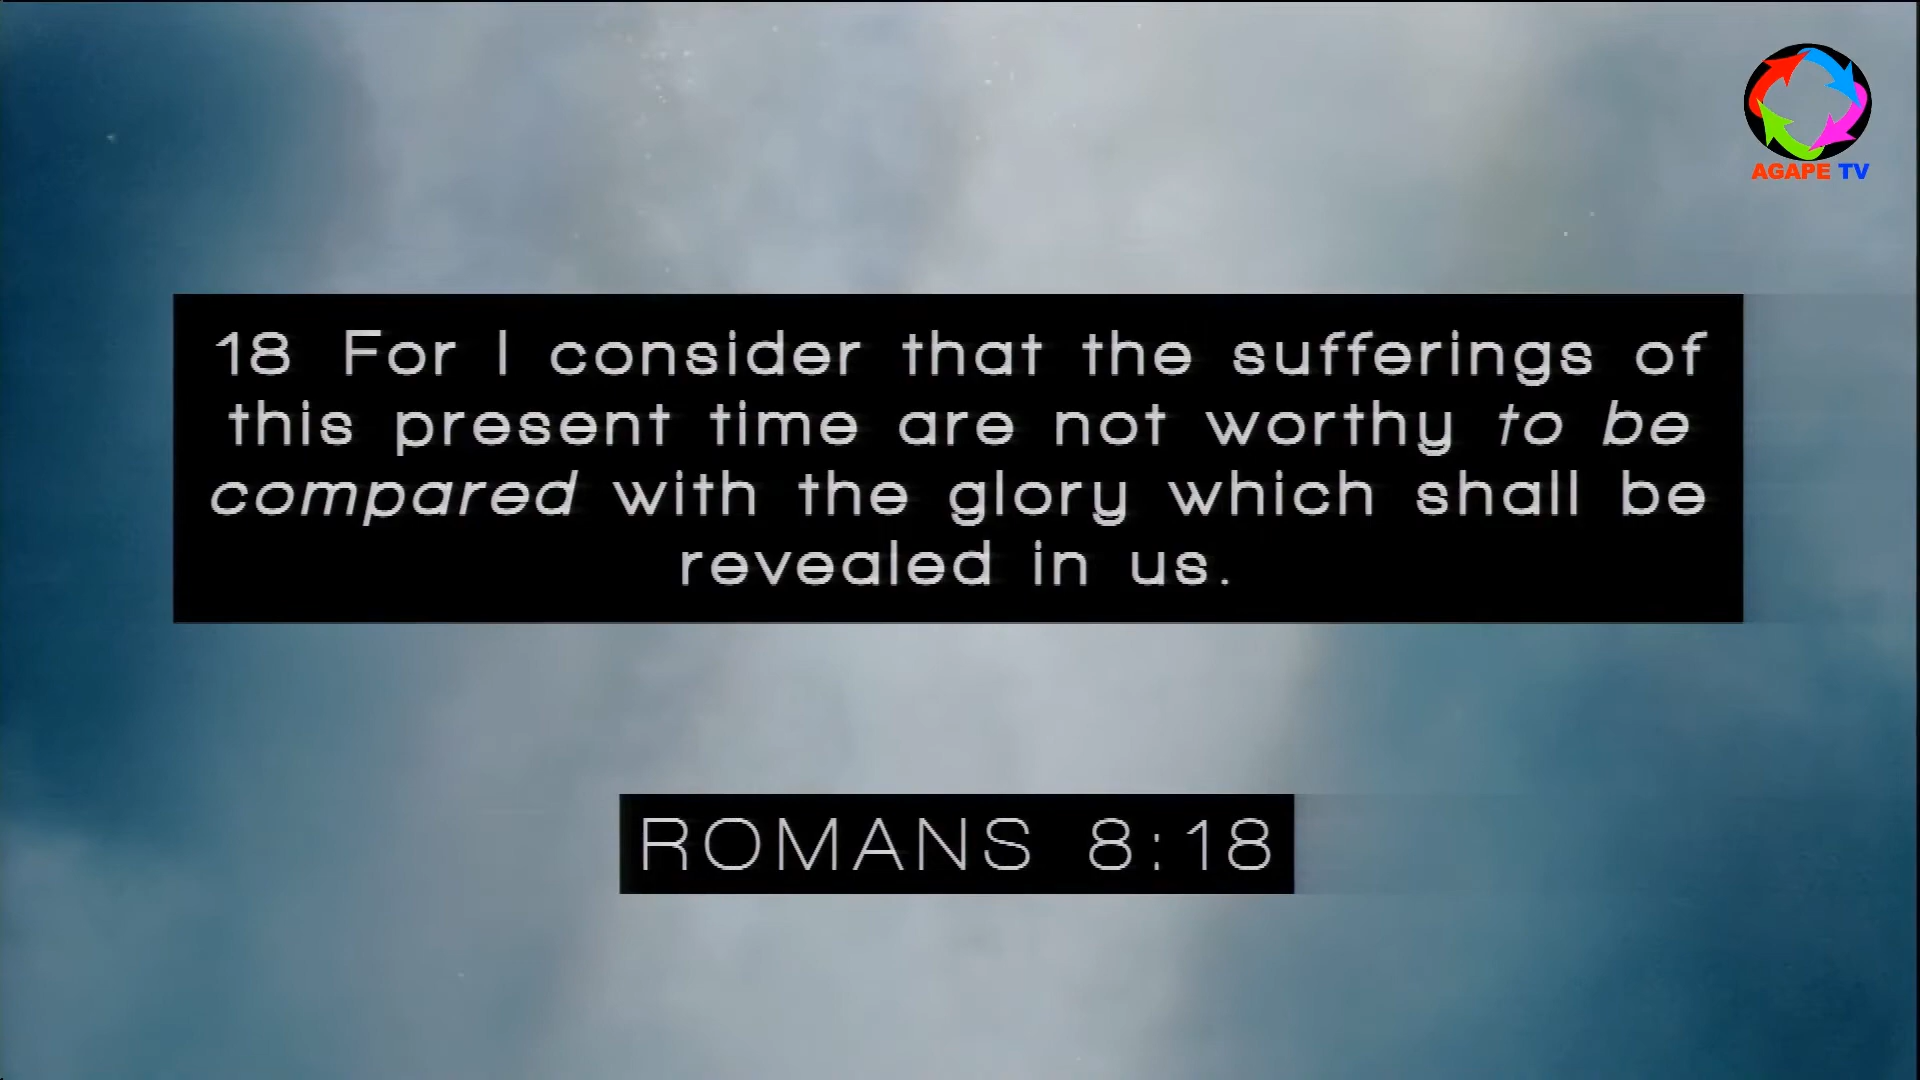 AGAPE TV
18 For I consider that the sufferings of
this present time are not worthy to be
compared with the glory which shall be
revealed in us.
ROMANS 8:18